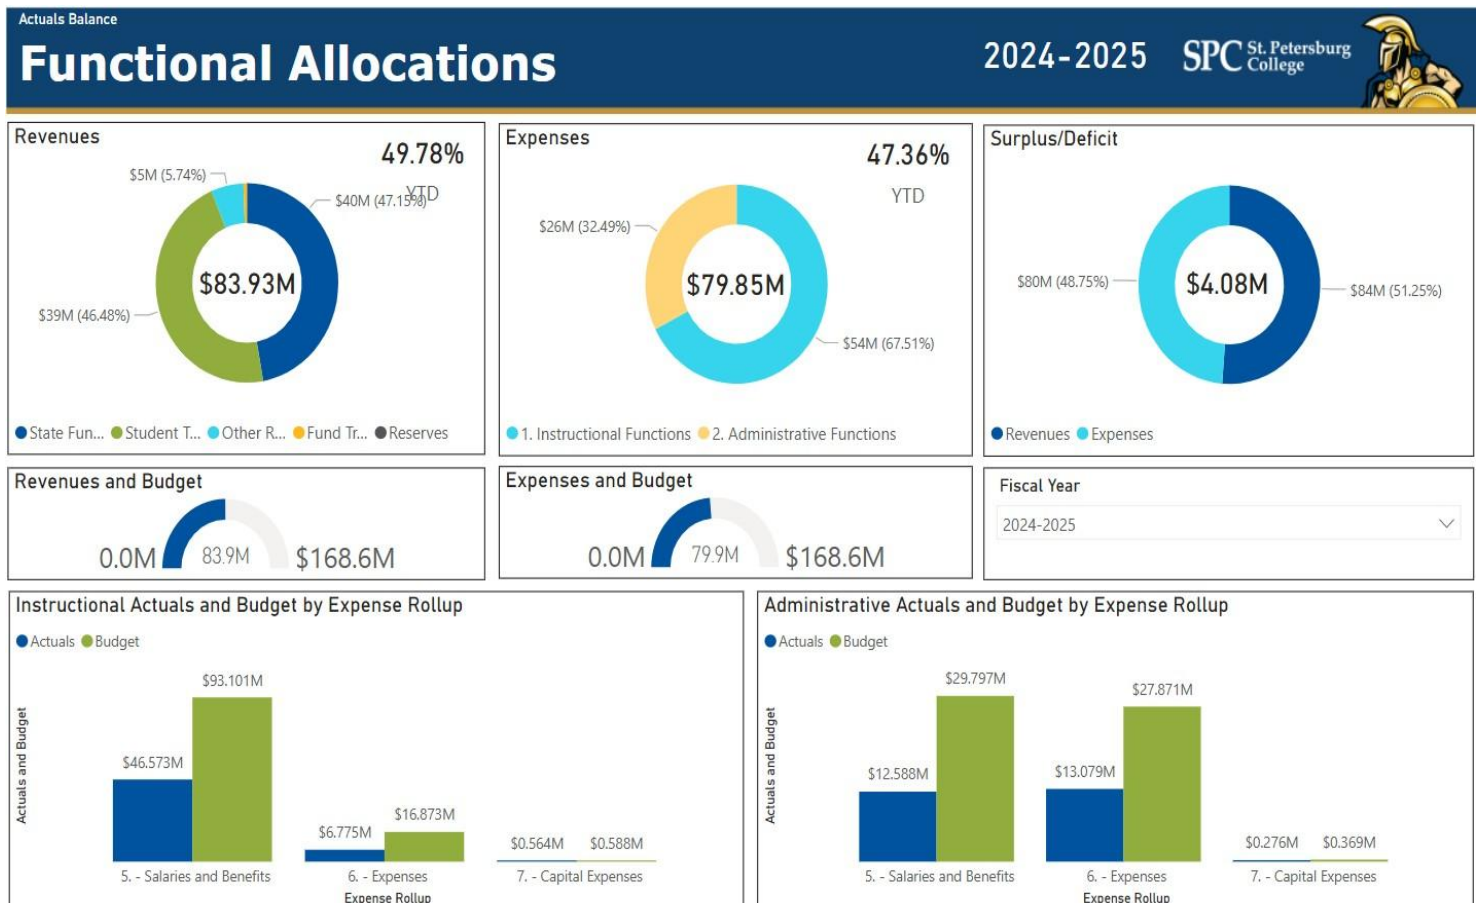 Actuals Balance
Functional Allocations
2024-2025
SPC St. Petersburg
College
Revenues
49.78%
YTD
$5M (5.74%)
$40M (47.15%)
$83.93M
$39M (46.48%)
State Fun... Student T... Other R... Fund Tr... Reserves
Expenses
47.36%
YTD
$26M (32.49%)
$79.85M
$54M (67.51%)
1. Instructional Functions 2. Administrative Functions
Surplus/Deficit
$80M (48.75%)
$4.08M
$84M (51.25%)
Revenues Expenses
Revenues and Budget
0.0M 83.9M $168.6M
Expenses and Budget
0.0M 79.9M $168.6M
Fiscal Year
2024-2025
Instructional Actuals and Budget by Expense Rollup
Actuals Budget
Actuals and Budget
$93.101M
$46.573M
$16.873M
$6.775M
$0.564M $0.588M
5. - Salaries and Benefits 6. - Expenses 7. - Capital Expenses
Expense Rollup
Administrative Actuals and Budget by Expense Rollup
Actuals Budget
Actuals and Budget
$29.797M
$27.871M
$12.588M
$13.079M
$0.276M $0.369M
5. - Salaries and Benefits 6. - Expenses 7. - Capital Expenses
Expense Rollup